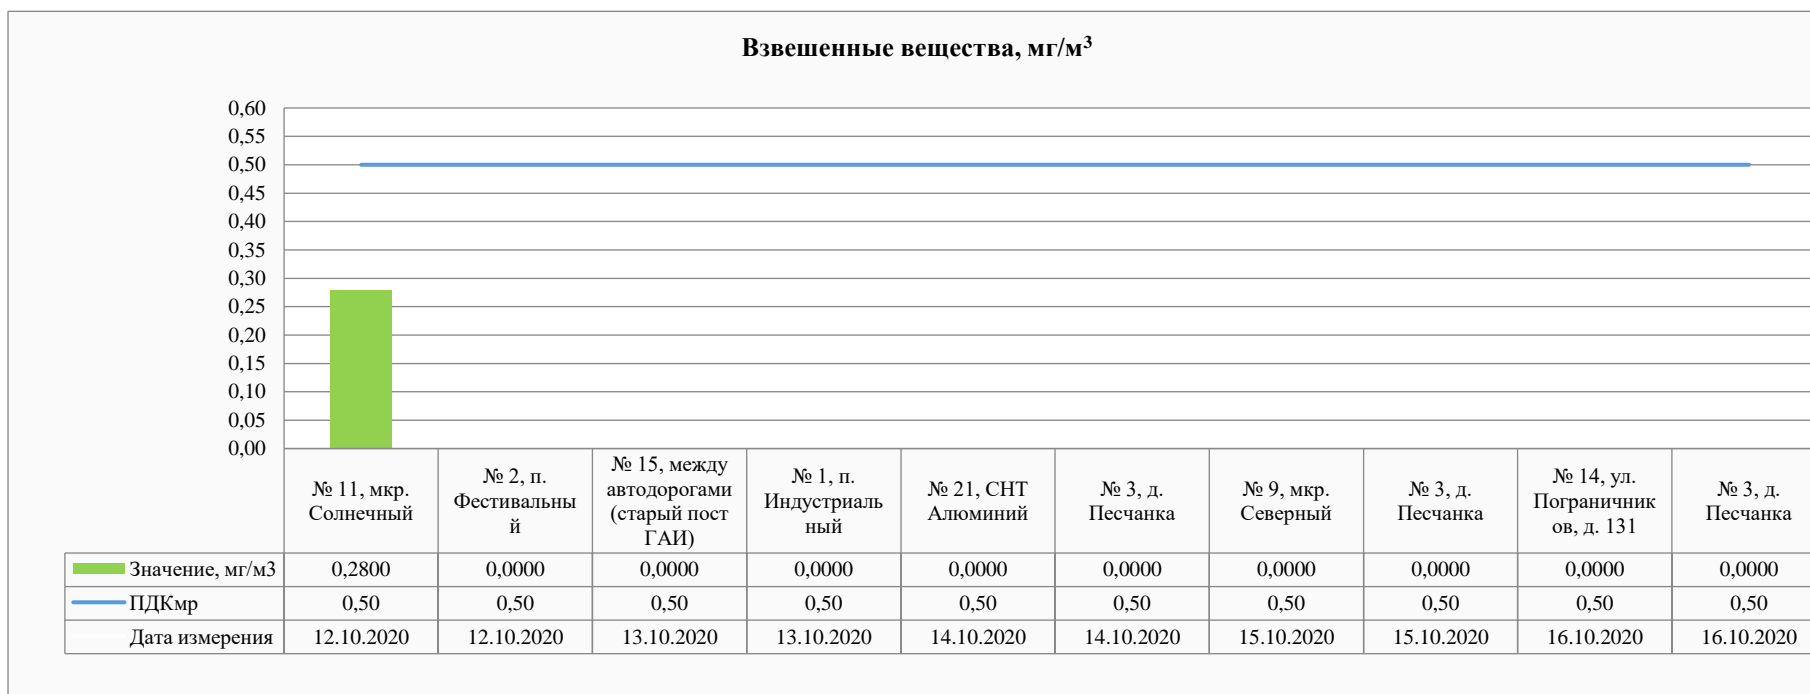 Взвешенные вещества, мг/м³
0,60
0,55
0,50
0,45
0,40
0,35
0,30
0,25
0,20
0,15
0,10
0,05
0,00
№ 11, мкр.
Солнечный
№ 2, п.
Фестивальны
й
№ 15, между
автодорогами
(старый пост
ГАИ)
№ 1, п.
Индустриаль
ный
№ 21, СНТ
Алюминий
№ 3, д.
Песчанка
№ 9, мкр.
Северный
№ 3, д.
Песчанка
№ 14, ул.
Пограничник
ов, д. 131
№ 3, д.
Песчанка
Значение, мг/м3 0,2800 0,0000 0,0000 0,0000 0,0000 0,0000 0,0000 0,0000 0,0000 0,0000
ПДКмр 0,50 0,50 0,50 0,50 0,50 0,50 0,50 0,50 0,50 0,50
Дата измерения 12.10.2020 12.10.2020 13.10.2020 13.10.2020 14.10.2020 14.10.2020 15.10.2020 15.10.2020 16.10.2020 16.10.2020